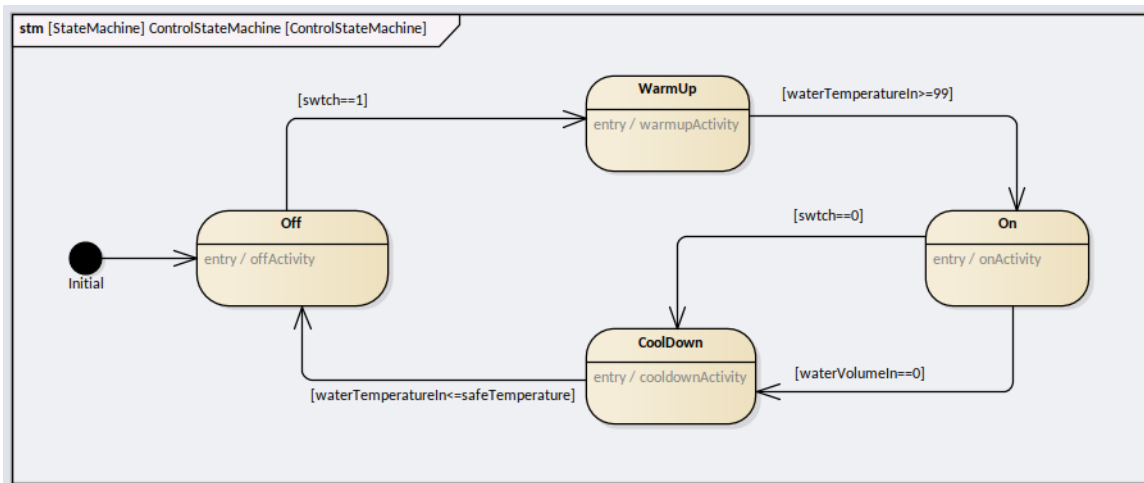 stm [StateMachine] ControlStateMachine [ControlStateMachine]
WarmUp
entry / warmupActivity
[swtch==1]
[waterTemperatureIn>=99]
Off
entry / offActivity
Initial
[swtch==0]
On
entry / onActivity
CoolDown
entry / cooldownActivity
[waterVolumeIn==0]
[waterTemperatureIn<=safeTemperature]